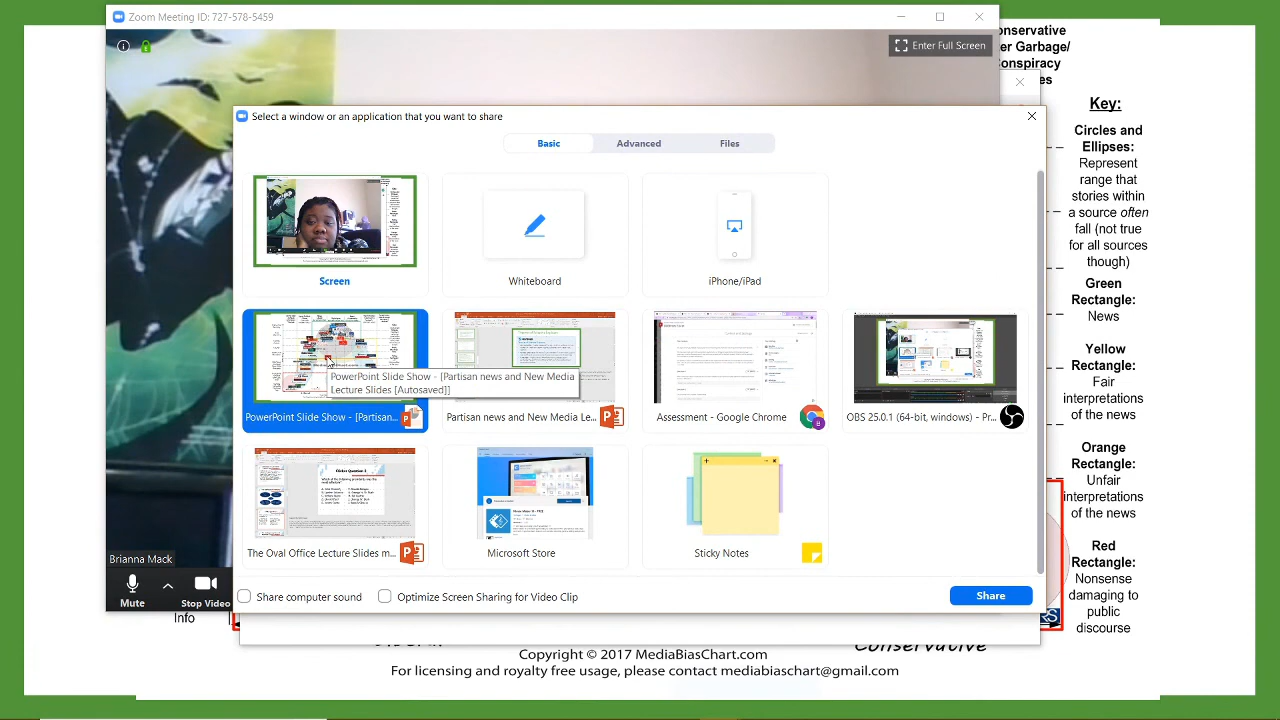 Zoom Meeting ID: 727-578-5459
Enter Full Screen
Select a window or an application that you want to share
Basic
Advanced
Files
Screen
Whiteboard
iPhone/iPad
PowerPoint Slide Show - [Partisan...
PowerPoint Slide Show - [Partisan news and New Media
Lecture Slides [Autosaved]]
Partisan news and New Media Le...
Assessment - Google Chrome
OBS 25.0.1 (64-bit, windows) - Pr...
The Oval Office Lecture Slides m...
Microsoft Store
Sticky Notes
Brianna Mack
Mute
Stop Video
Share computer sound
Optimize Screen Sharing for Video Clip
Share
onservative
er Garbage/
onspiracy
es
Key:
Circles and
Ellipses:
Represent
range that
stories within
a source often
fall (not true
for all sources
though)
Green
Rectangle:
News
Yellow
Rectangle:
Fair
interpretations
of the news
Orange
Rectangle:
Unfair
interpretations
of the news
Red
Rectangle:
Nonsense
damaging to
public
discourse
Info
RS
Conservative
Copyright © 2017 MediaBiasChart.com
For licensing and royalty free usage, please contact mediabiaschart@gmail.com